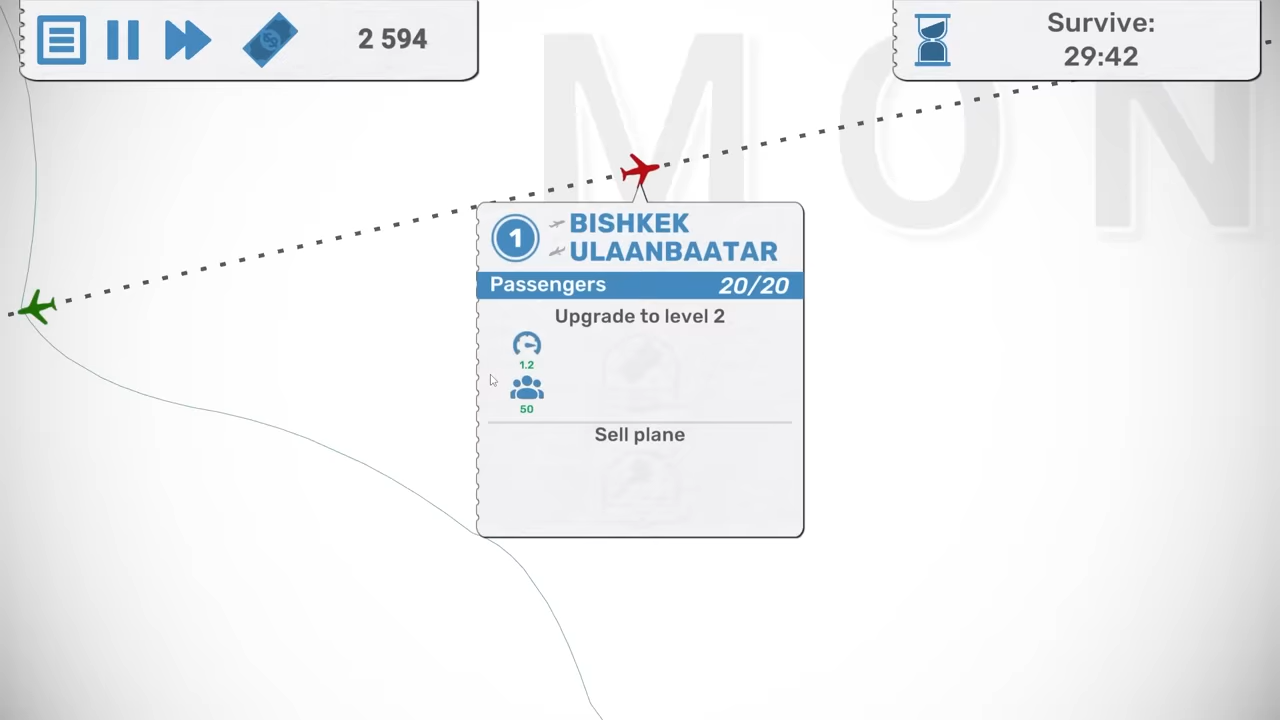 2 594
Survive:
29:42
M O N
1
BISHKEK
ULAANBAATAR
Passengers 20/20
Upgrade to level 2
1.2
50
Sell plane